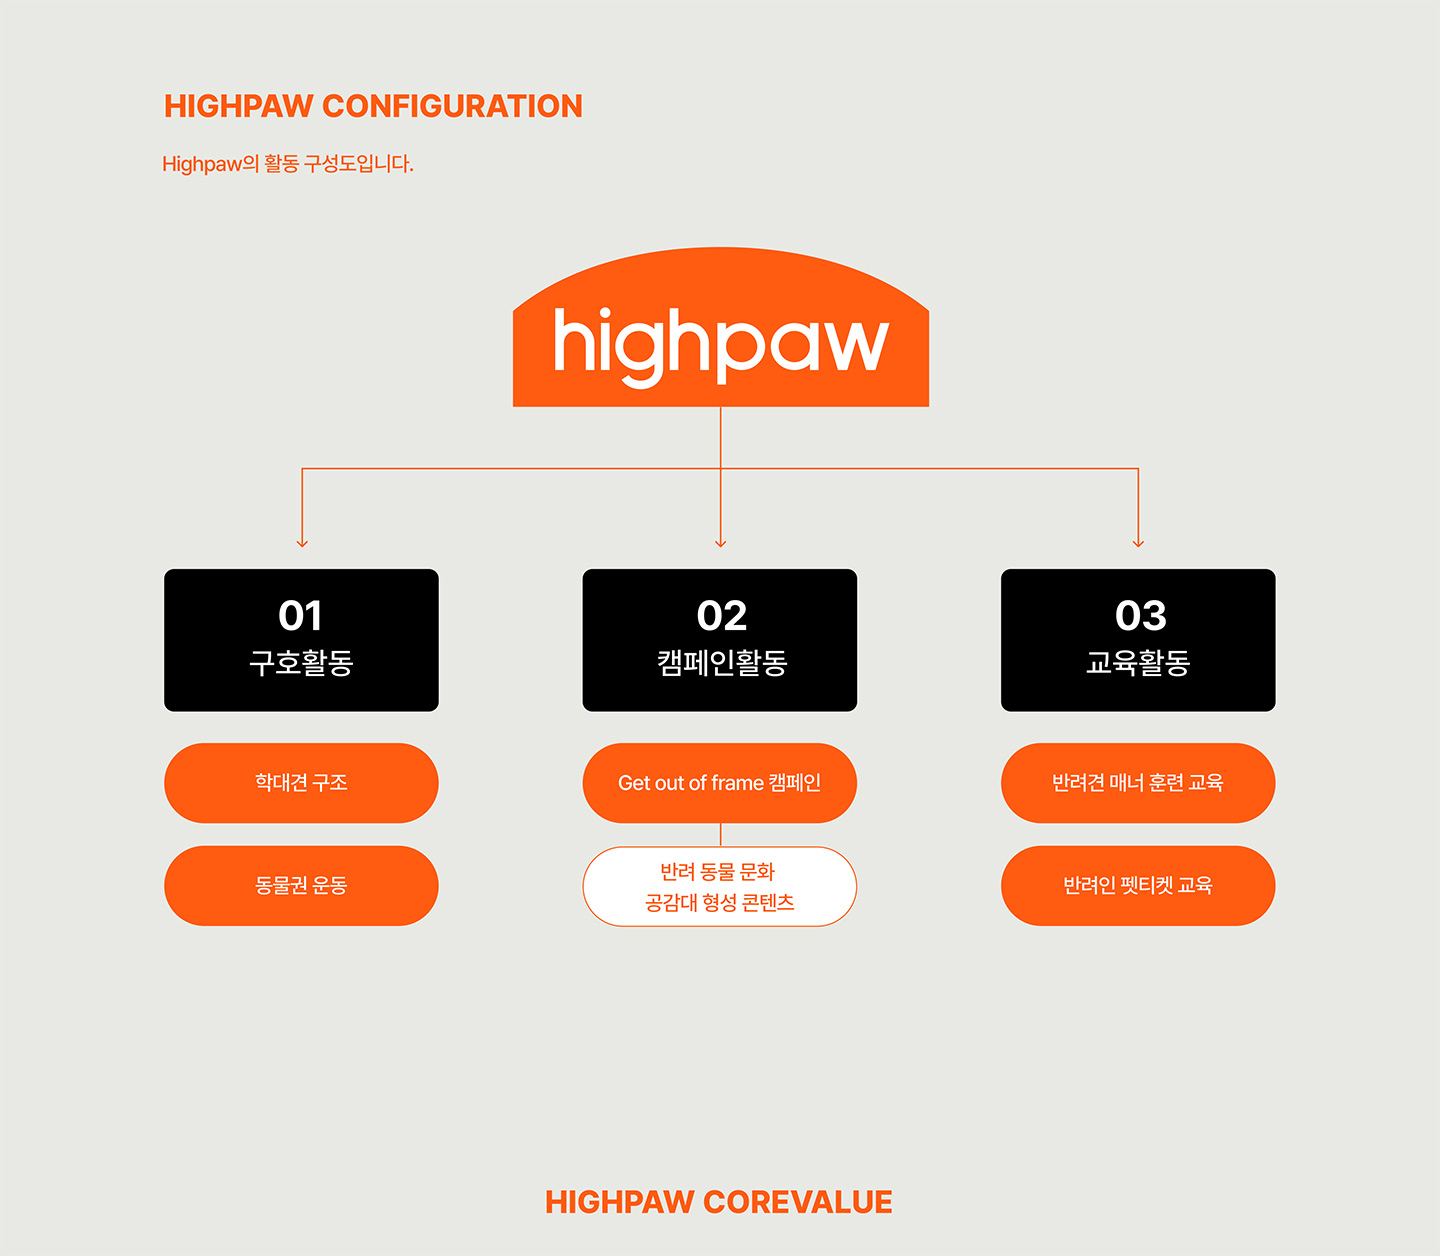 HIGHPAW CONFIGURATION
Highpaw의 활동 구성도입니다.
highpaw
01
구호활동
02
캠페인활동
03
교육활동
학대견 구조
동물권 운동
Get out of frame 캠페인
반려 동물 문화
공감대 형성 콘텐츠
반려견 매너 훈련 교육
반려인 펫티켓 교육
HIGHPAW COREVALUE